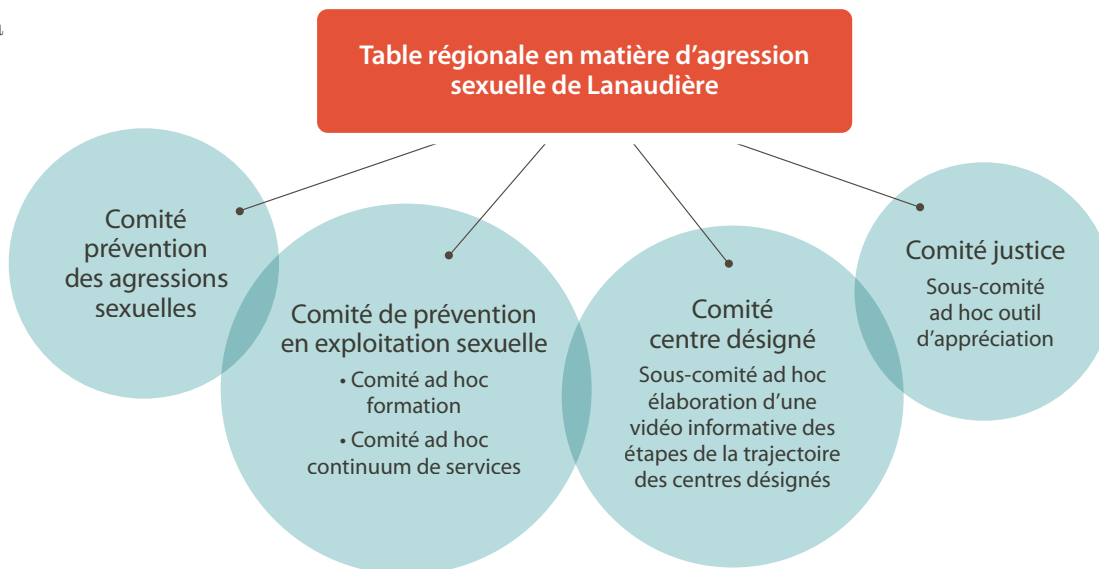 Table régionale en matière d’agression
sexuelle de Lanaudière
Comité
prévention
des agressions
sexuelles
Comité de prévention
en exploitation sexuelle
• Comité ad hoc
formation
• Comité ad hoc
continuum de services
Comité
centre désigné
Sous-comité ad hoc
élaboration d’une
vidéo informative des
étapes de la trajectoire
des centres désignés
Comité justice
Sous-comité
ad hoc outil
d’appréciation